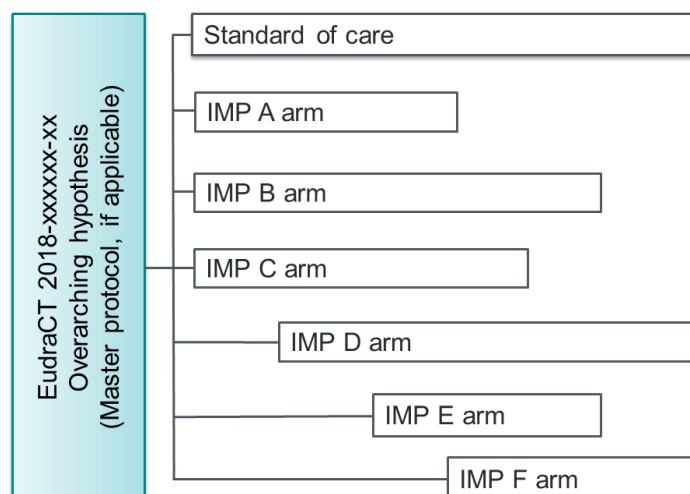 EudraCT 2018-xxxxxx-xx
Overarching hypothesis
(Master protocol, if applicable)
Standard of care
IMP A arm
IMP B arm
IMP C arm
IMP D arm
IMP E arm
IMP F arm